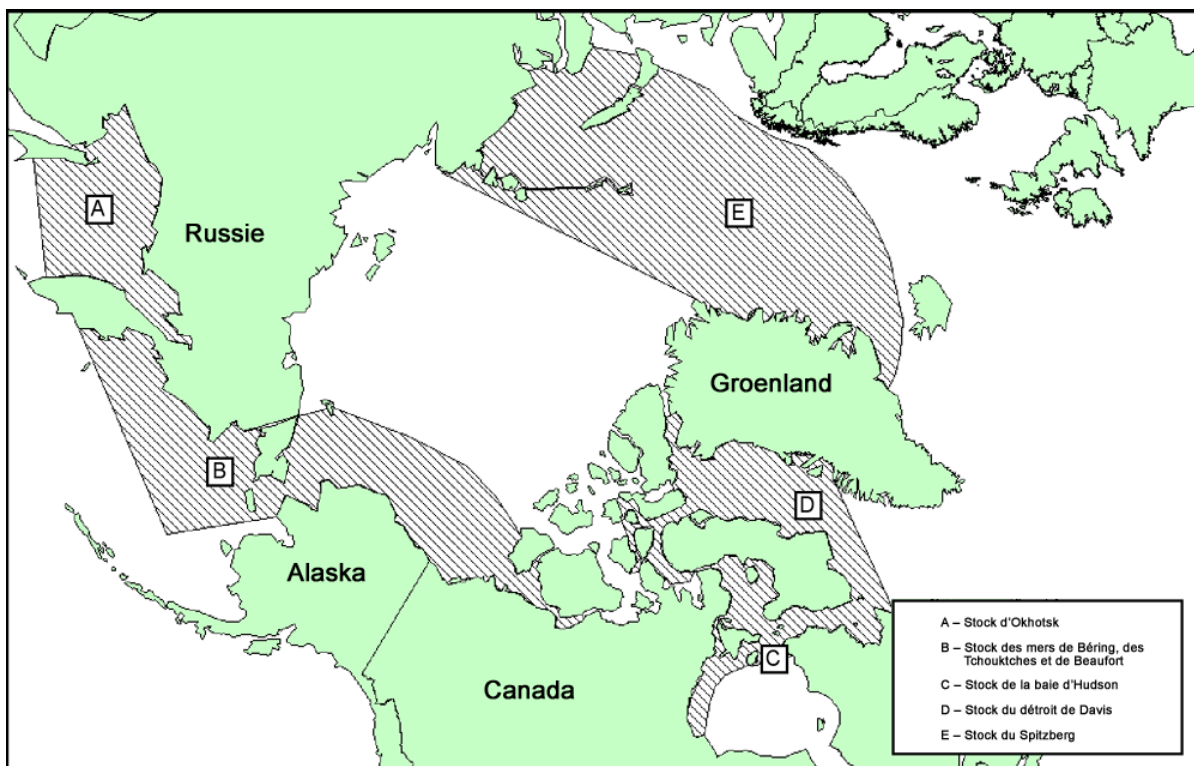 A
E
Russie
Groenland
B
D
Alaska
Canada
C
A – Stock d'Okhotsk
B – Stock des mers de Béring, des
Tchouktches et de Beaufort
C – Stock de la baie d'Hudson
D – Stock du détroit de Davis
E – Stock du Spitzberg